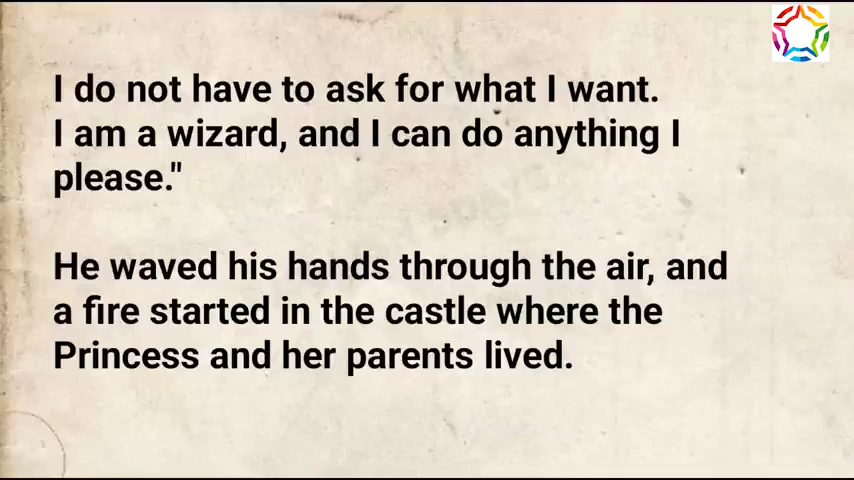 I do not have to ask for what I want.
I am a wizard, and I can do anything I
please."
He waved his hands through the air, and
a fire started in the castle where the
Princess and her parents lived.